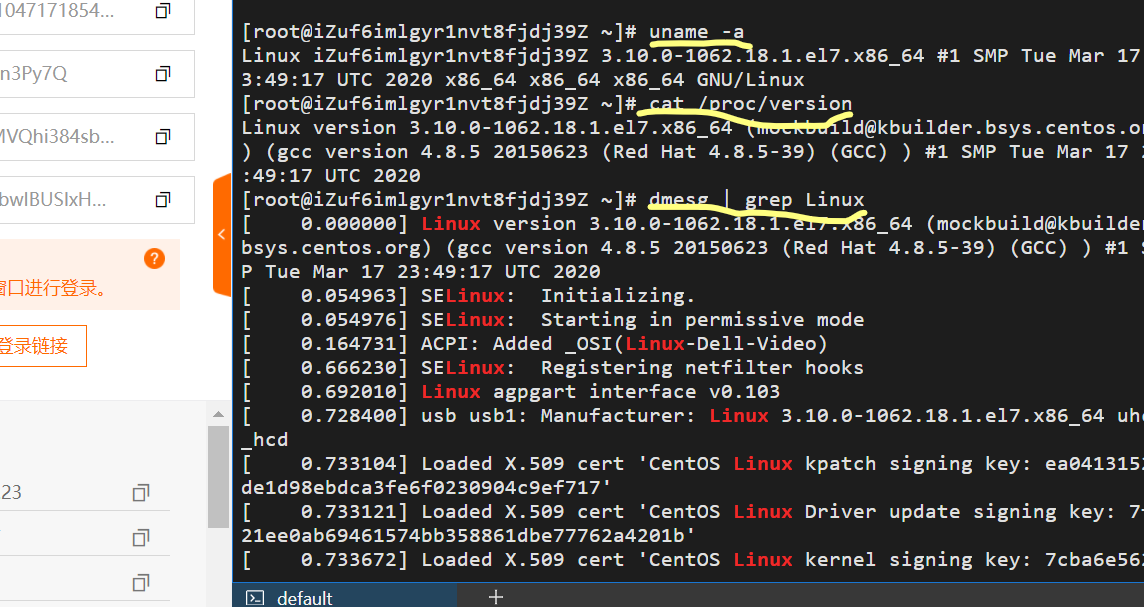 1047171854...
n3Py7Q
MVQhi384sb...
bwIBUSIxH...
?
窗口进行登录。
登录链接
23
[root@iZuf6imlgyr1nvt8fjdj39Z ~]# uname -a
Linux iZuf6imlgyr1nvt8fjdj39Z 3.10.0-1062.18.1.el7.x86_64 #1 SMP Tue Mar 17
3:49:17 UTC 2020 x86_64 x86_64 x86_64 GNU/Linux
[root@iZuf6imlgyr1nvt8fjdj39Z ~]# cat /proc/version
Linux version 3.10.0-1062.18.1.el7.x86_64 (mockbuild@kbuilder.bsys.centos.o
) (gcc version 4.8.5 20150623 (Red Hat 4.8.5-39) (GCC) ) #1 SMP Tue Mar 17 2
:49:17 UTC 2020
[root@iZuf6imlgyr1nvt8fjdj39Z ~]# dmesg | grep Linux
[    0.000000] Linux version 3.10.0-1062.18.1.el7.x86_64 (mockbuild@kbuilder
bsys.centos.org) (gcc version 4.8.5 20150623 (Red Hat 4.8.5-39) (GCC) ) #1 S
P Tue Mar 17 23:49:17 UTC 2020
[    0.054963] SELinux:  Initializing.
[    0.054976] SELinux:  Starting in permissive mode
[    0.164731] ACPI: Added _OSI(Linux-Dell-Video)
[    0.666230] SELinux:  Registering netfilter hooks
[    0.692010] Linux agpgart interface v0.103
[    0.728400] usb usb1: Manufacturer: Linux 3.10.0-1062.18.1.el7.x86_64 uhc
_hcd
[    0.733104] Loaded X.509 cert 'CentOS Linux kpatch signing key: ea0413152
de1d98ebdca3fe6f0230904c9ef717'
[    0.733121] Loaded X.509 cert 'CentOS Linux Driver update signing key: 7f
21ee0ab69461574bb358861dbe77762a4201b'
[    0.733672] Loaded X.509 cert 'CentOS Linux kernel signing key: 7cba6e562
default